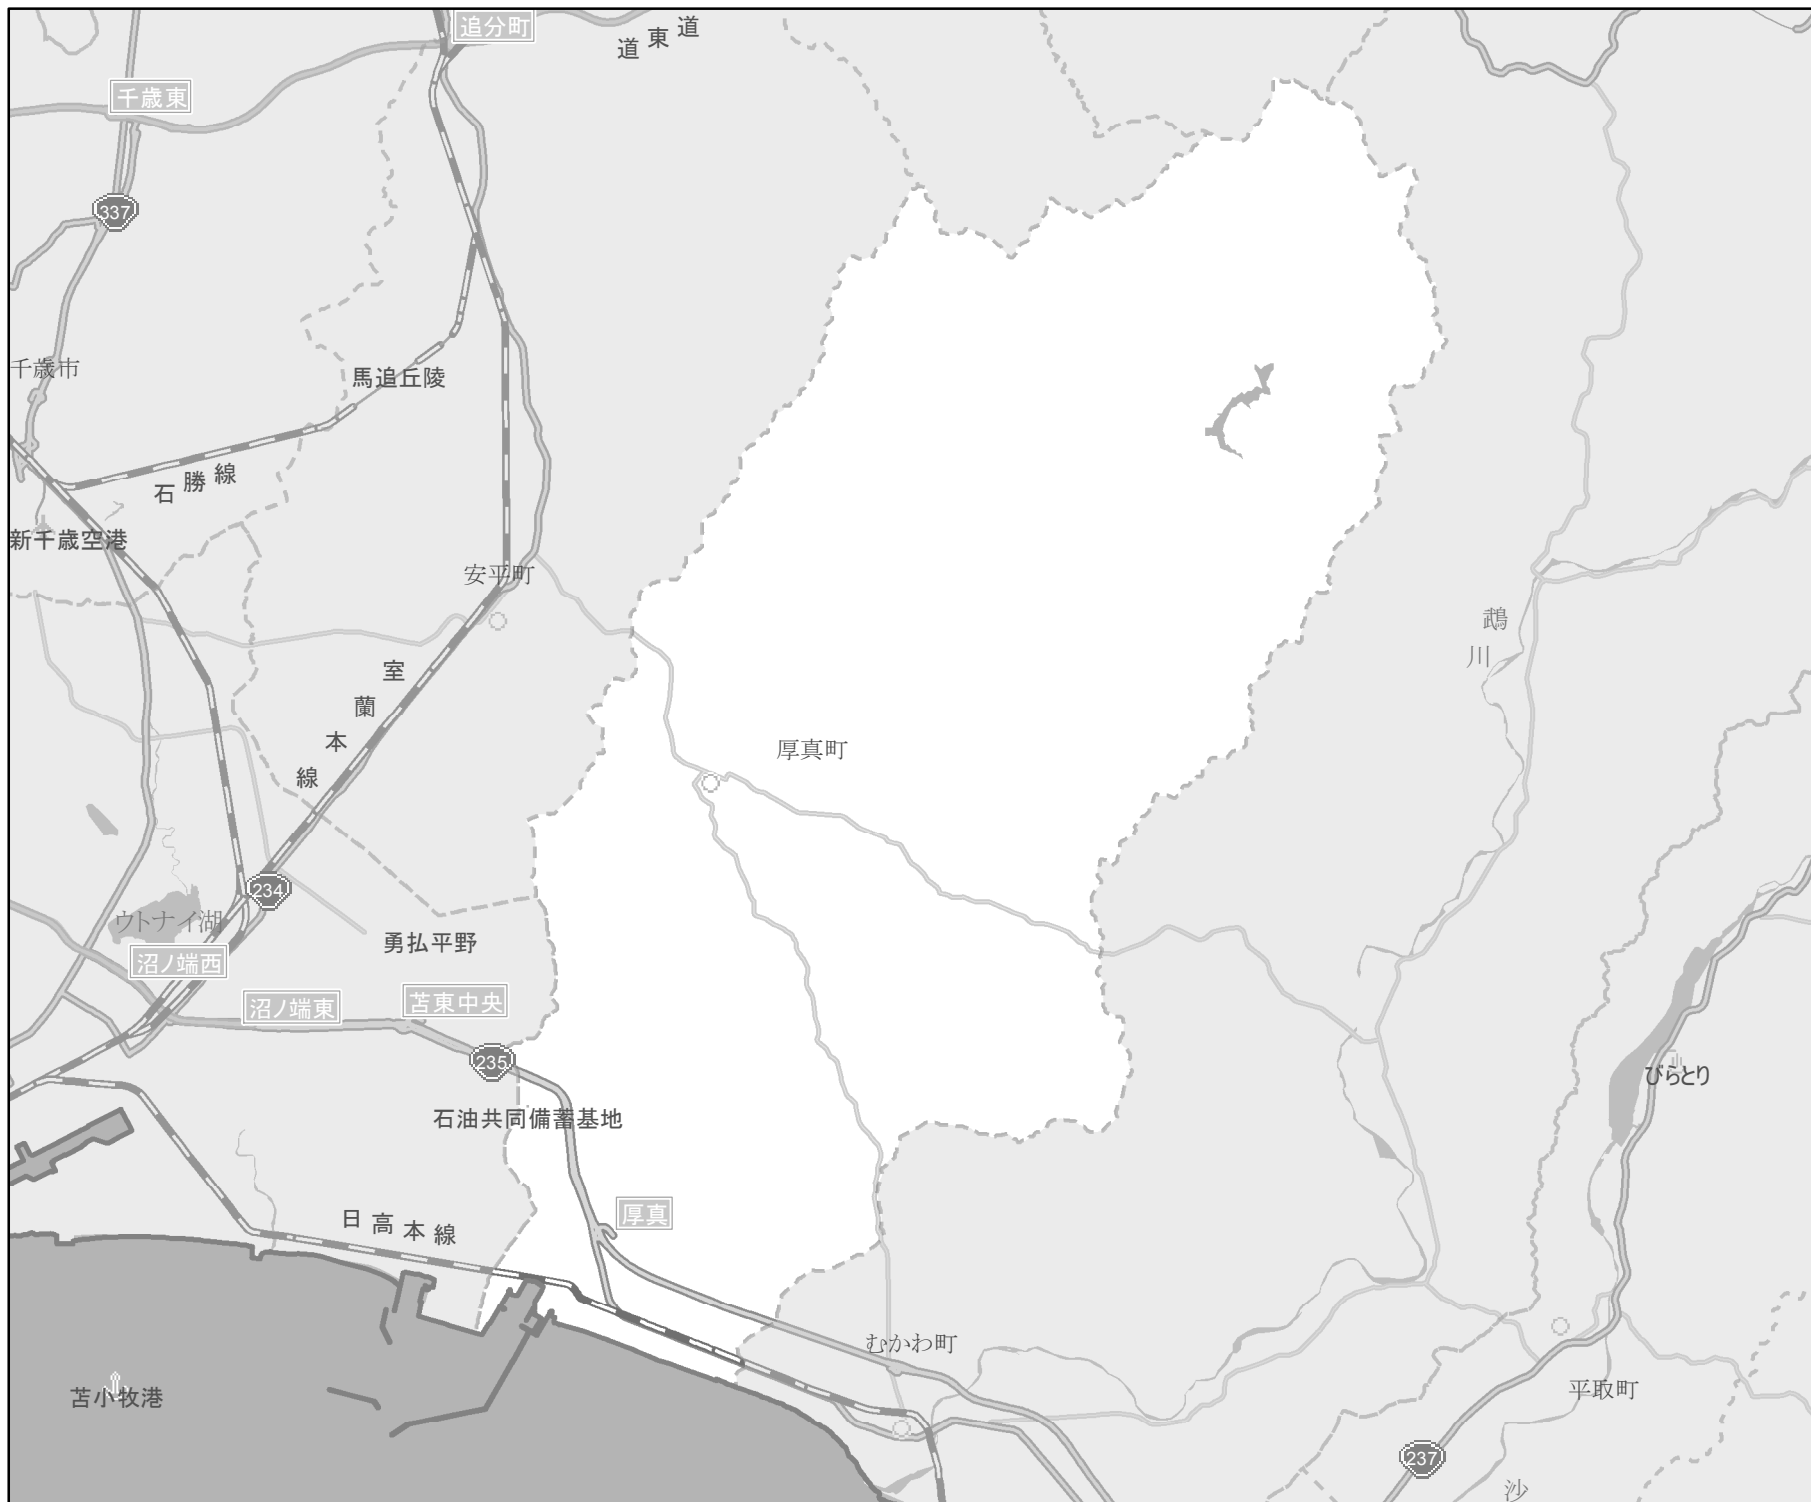 追分町
道東道
千歳東
337
千歳市
馬追丘陵
石勝線
新千歳空港
安平町
鵡川
室蘭本線
厚真町
234
ウトナイ湖
勇払平野
沼ノ端西
沼ノ端東
苫東中央
235
びらとり
石油共同備蓄基地
厚真
日高本線
むかわ町
苫小牧港
平取町
237
沙